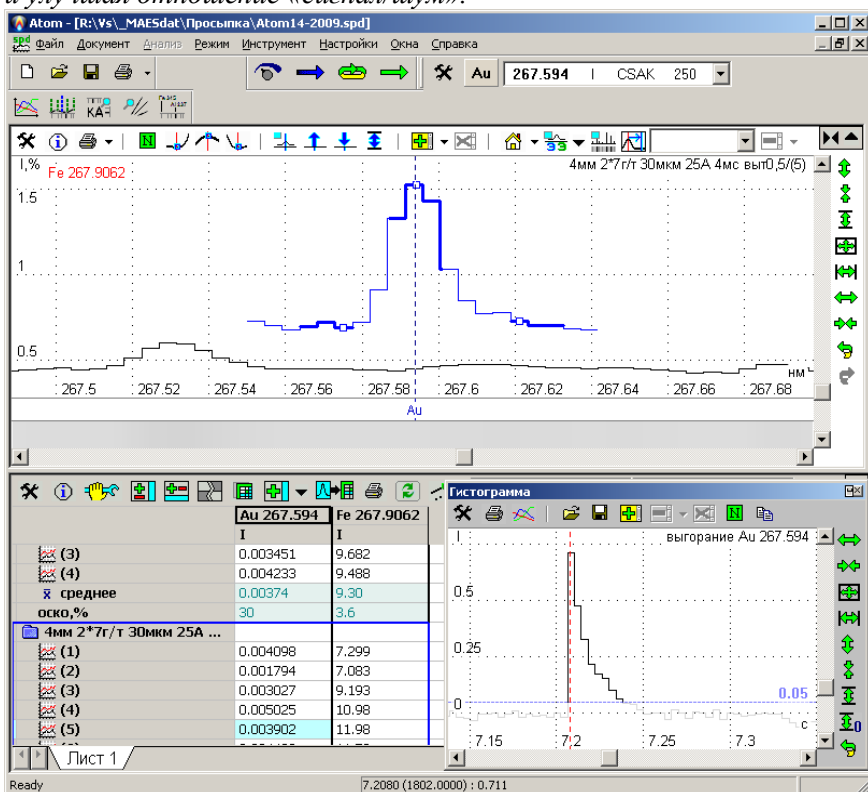 и улучшая отношение «сигнал/шум».
Atom - [R:\Vs\_MAESdat\Просыпка\Atom14-2009.spd]
Файл Документ Анализ Режим Инструмент Настройки Окна Справка
Au 267.594 I CSAK 250
I,% Fe 267.9062 4мм 2*7г/т 30мкм 25A 4мс выт0,5/(5)
1.5
1
0.5
нм
267.5 267.52 267.54 267.56 267.58 267.6 267.62 267.64 267.66 267.68
Au
Au 267.594 Fe 267.9062
I I
(3) 0.003451 9.682
(4) 0.004233 9.488
x среднее 0.00374 9.30
оско,% 30 3.6
4мм 2*7г/т 30мкм 25A ...
(1) 0.004098 7.299
(2) 0.001794 7.083
(3) 0.003027 9.193
(4) 0.005025 10.98
(5) 0.003902 11.98
Лист 1
Гистограмма
I выгорание Au 267.594
0.5
0.25
0.05
0
с
7.15 7.2 7.25 7.3
Ready 7.2080 (1802.0000) : 0.711